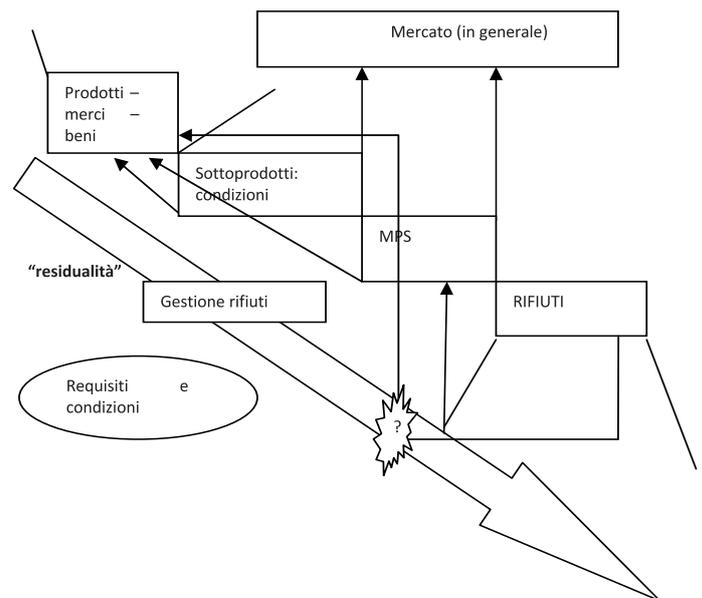 Mercato (in generale)
Prodotti –
merci –
beni
Sottoprodotti:
condizioni
MPS
“residualità”
Gestione rifiuti
RIFIUTI
Requisiti e
condizioni
?